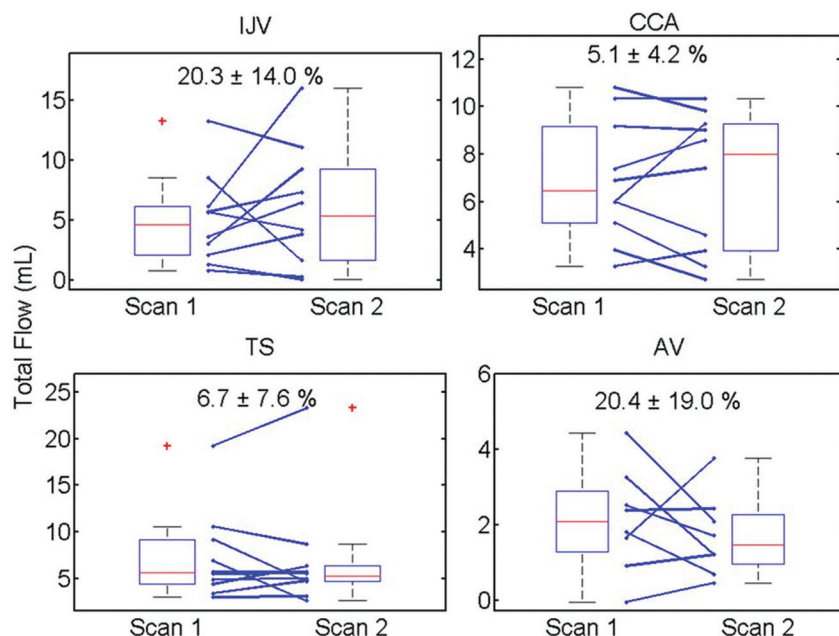 IJV
20.3 ± 14.0 %
15
10
5
0
Scan 1 Scan 2
CCA
5.1 ± 4.2 %
12
10
8
6
4
Scan 1 Scan 2
Total Flow (mL)
TS
6.7 ± 7.6 %
25
20
15
10
5
Scan 1 Scan 2
AV
20.4 ± 19.0 %
6
4
2
0
Scan 1 Scan 2